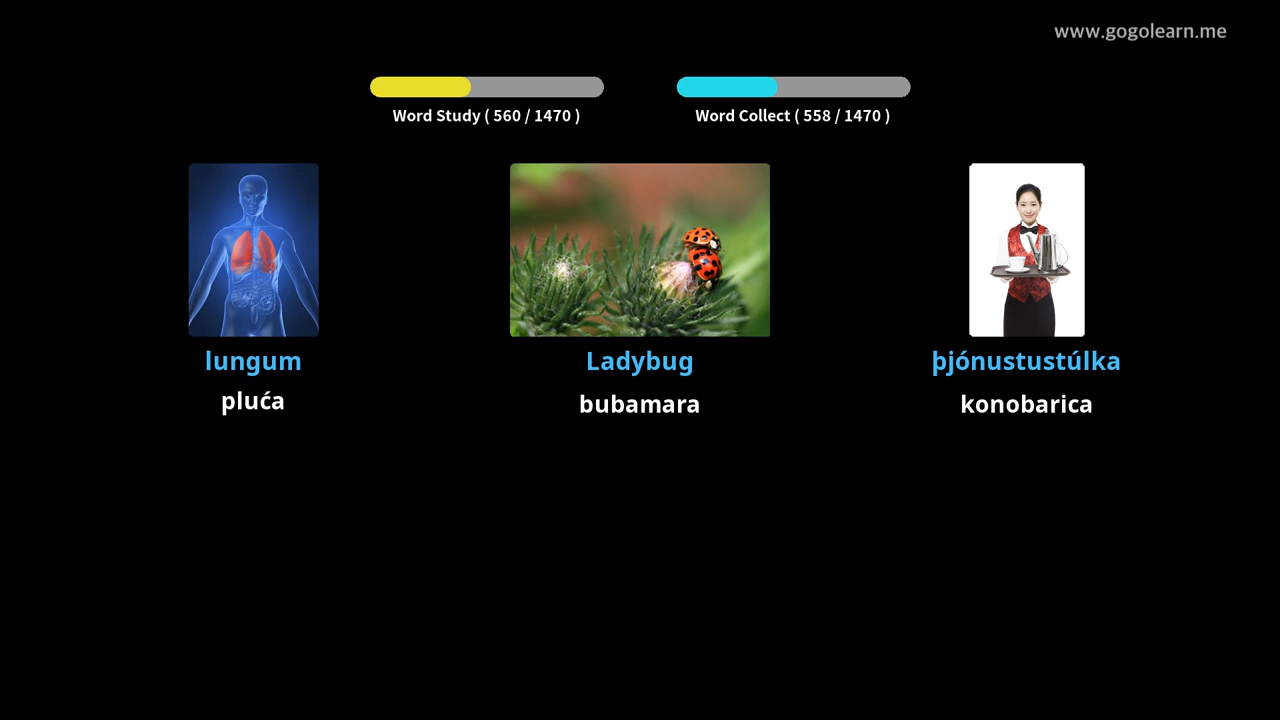 www.gogolearn.me
Word Study ( 560 / 1470 )
Word Collect ( 558 / 1470 )
lungum
Ladybug
þjónustustúlka
pluća
bubamara
konobarica